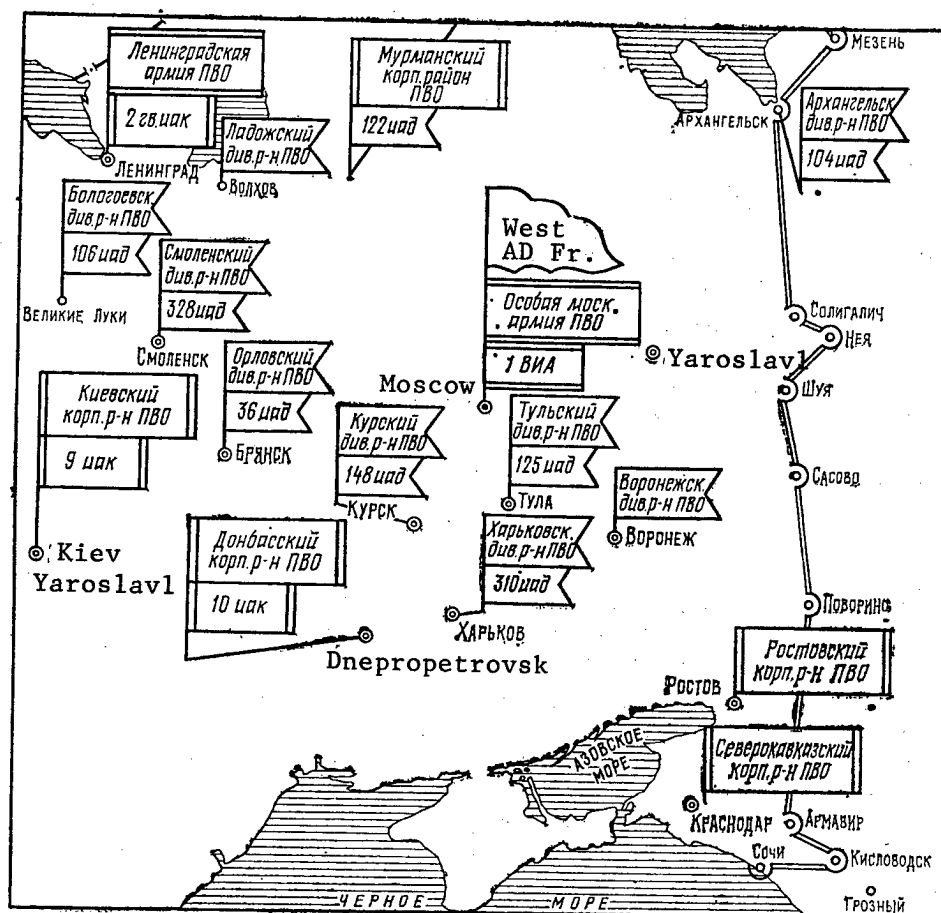 Ленинградская
армия ПВО
2 гв. иак
ЛЕНИНГРАД
Ладожский
див.р-н ПВО
ВОЛХОВ
Мурманский
корп.район
ПВО
122 иад
МЕЗЕНЬ
АРХАНГЕЛЬСК
Архангельск
див.р-н ПВО
104 иад
Бологоевск.
див.р-н ПВО
106 иад
ВЕЛИКИЕ ЛУКИ
Смоленский
див.р-н ПВО
328 иад
СМОЛЕНСК
West
AD Fr.
Особая моск.
армия ПВО
1 ВИА
Moscow
Yaroslavl
СОЛИГАЛИЧ
НЕЯ
ШУЯ
САСОВО
Киевский
корп.р-н ПВО
9 иак
Kiev
Yaroslavl
Орловский
див.р-н ПВО
36 иад
БРЯНСК
Курский
див.р-н ПВО
148 иад
КУРСК
Тульский
див.р-н ПВО
125 иад
ТУЛА
Воронежск.
див.р-н ПВО
ВОРОНЕЖ
Донбасский
корп.р-н ПВО
10 иак
Dnepropetrovsk
Харьковск.
див.р-н ПВО
310 иад
ХАРЬКОВ
ПОВОРИНО
Ростовский
корп.р-н ПВО
РОСТОВ
Северокавказский
корп.р-н ПВО
КРАСНОДАР
АЗОВСКОЕ
МОРЕ
АРМАВИР
СОЧИ
КИСЛОВОДСК
ГРОЗНЫЙ
ЧЕРНОЕ МОРЕ